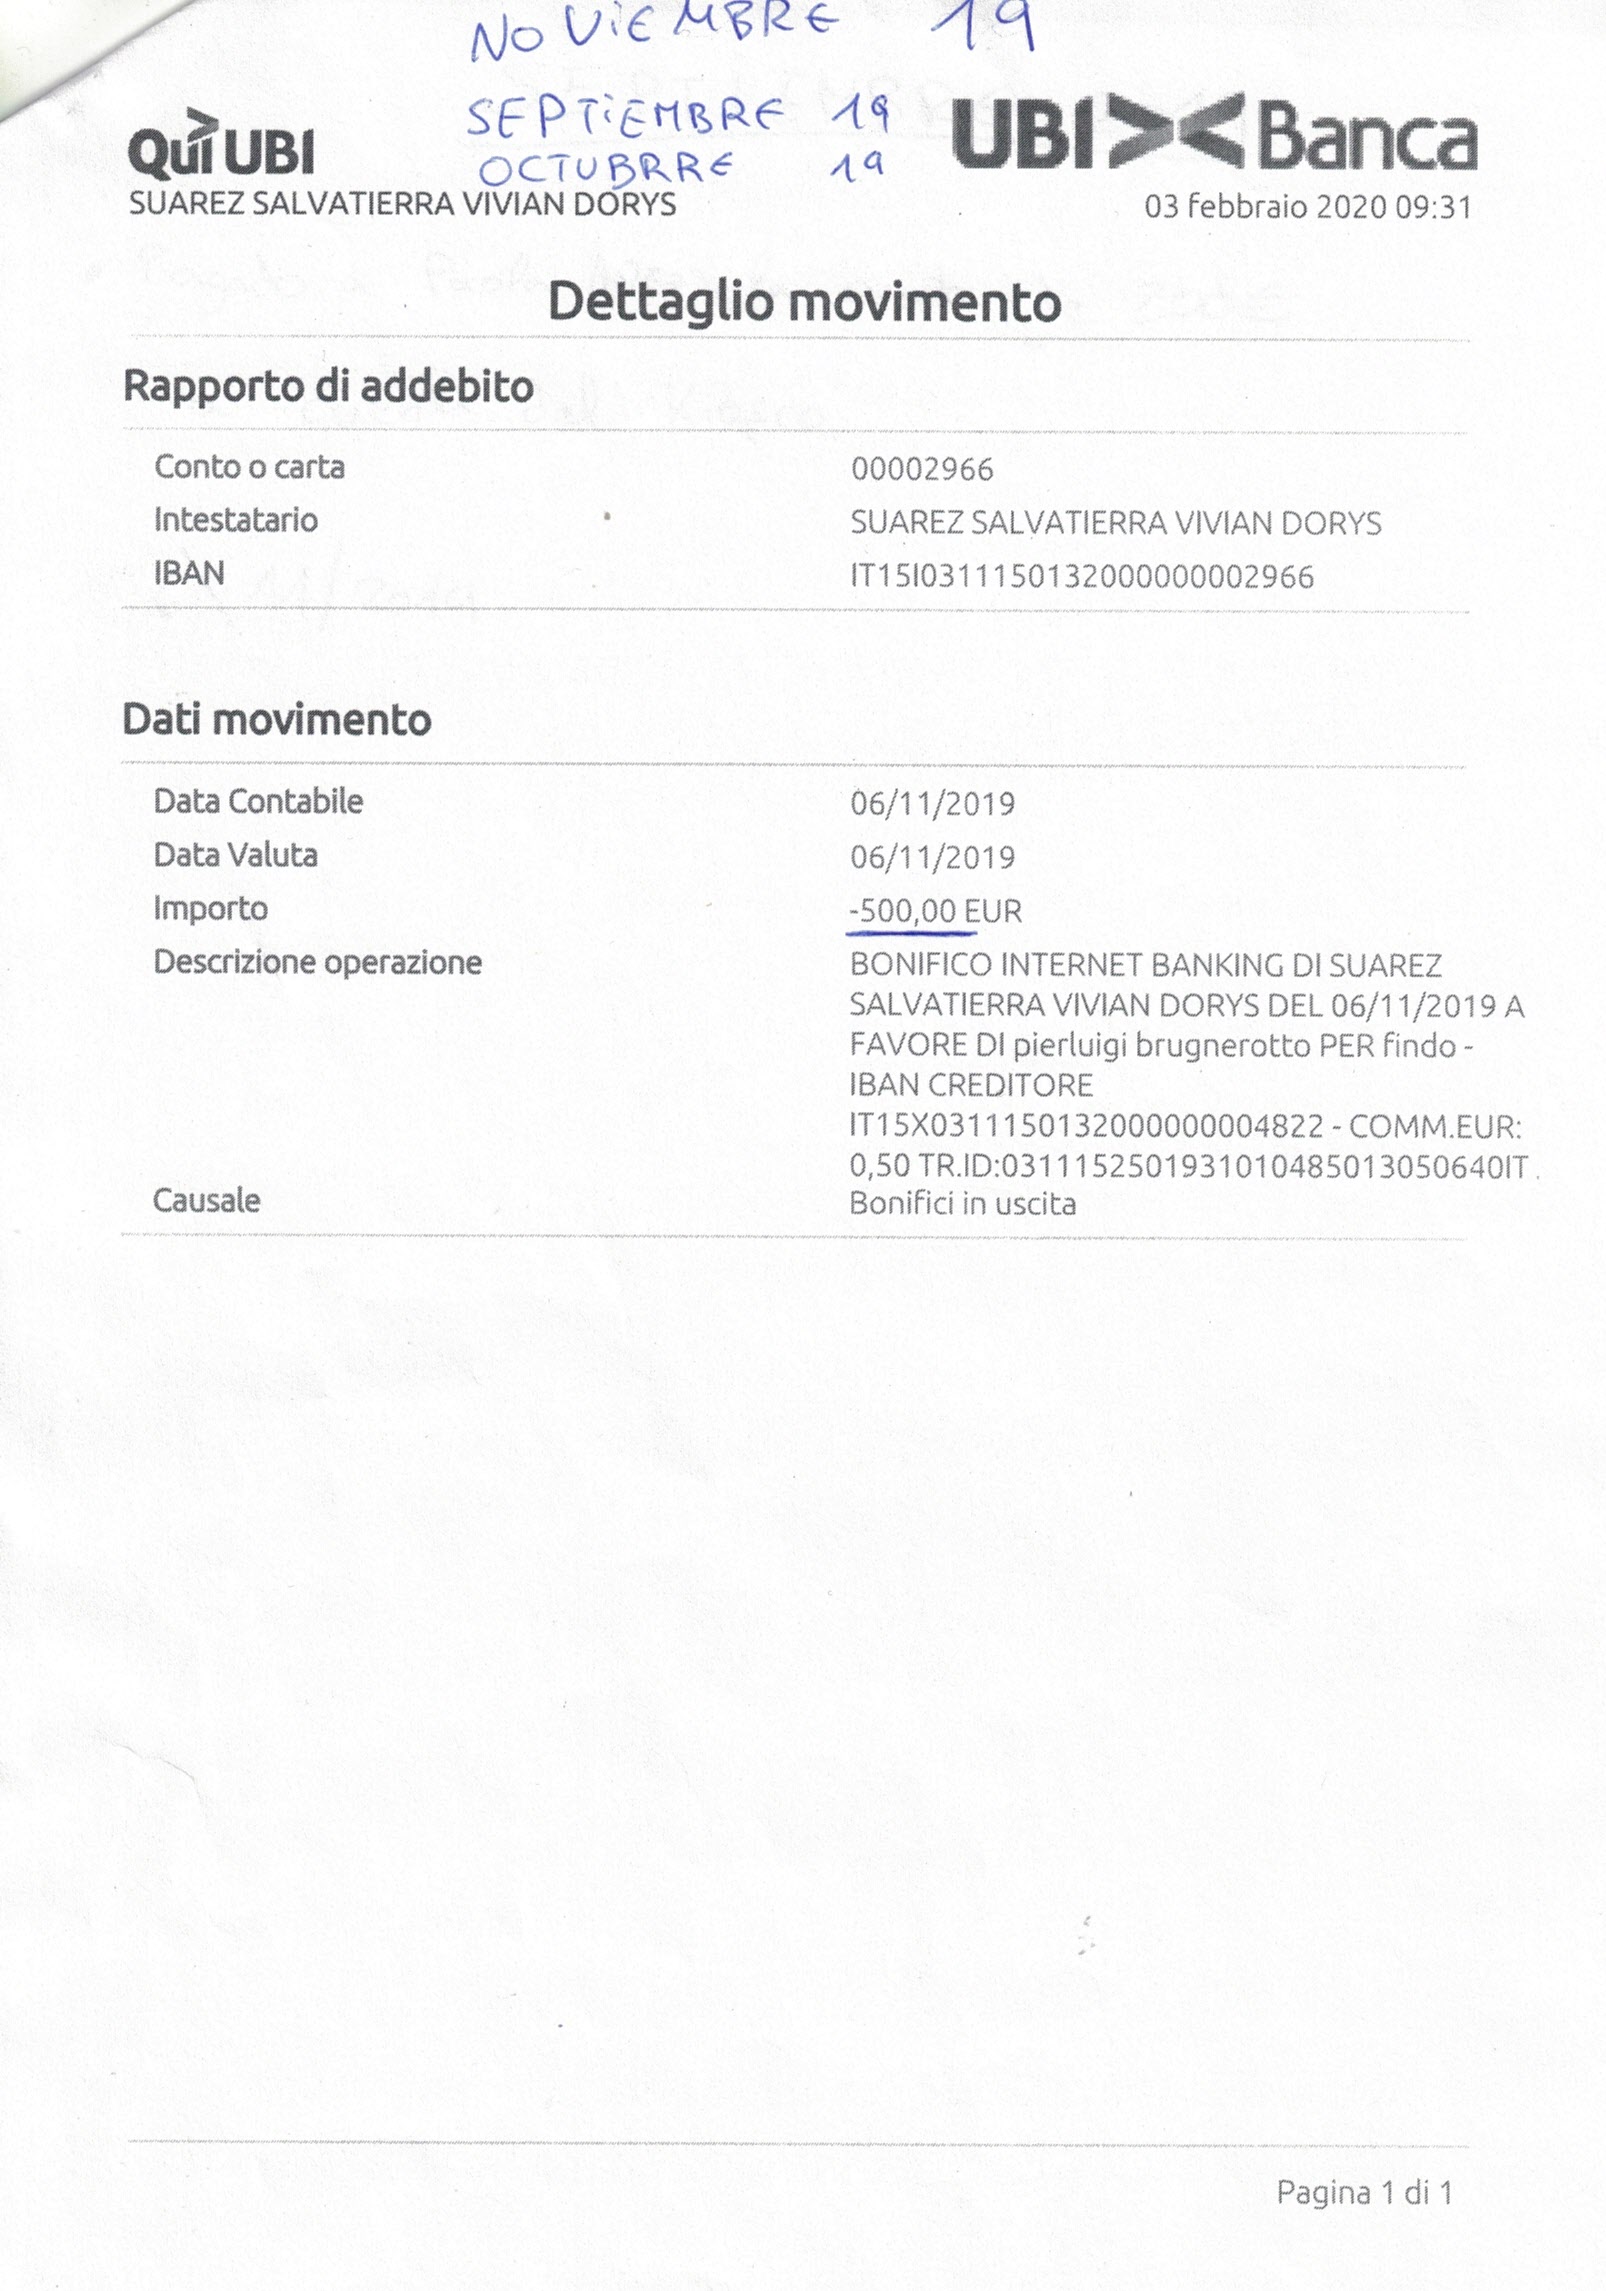 NOVIEMBRE 19
SEPTIEMBRE 19
OCTUBRRE 19
Qui UBI
UBI Banca
SUAREZ SALVATIERRA VIVIAN DORYS
03 febbraio 2020 09:31
Dettaglio movimento
Rapporto di addebito
Conto o carta 00002966
Intestatario SUAREZ SALVATIERRA VIVIAN DORYS
IBAN IT15I0311150132000000002966
Dati movimento
Data Contabile 06/11/2019
Data Valuta 06/11/2019
Importo -500,00 EUR
Descrizione operazione BONIFICO INTERNET BANKING DI SUAREZ
SALVATIERRA VIVIAN DORYS DEL 06/11/2019 A
FAVORE DI pierluigi brugnerotto PER findo -
IBAN CREDITORE
IT15X0311150132000000004822 - COMM.EUR:
0,50 TR.ID:0311152501931010485013050640IT .
Causale Bonifici in uscita
Pagina 1 di 1